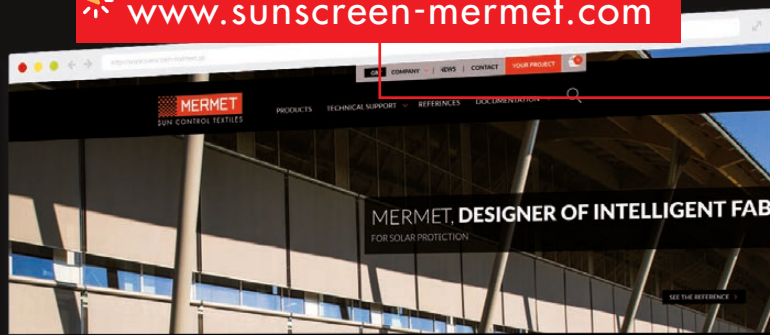 www.sunscreen-mermet.com
COMPANY | NEWS | CONTACT YOUR PROJECT
MERMET
SUN CONTROL TEXTILES
PRODUCTS TECHNICAL SUPPORT REFERENCES DOCUMENTATION
MERMET, DESIGNER OF INTELLIGENT FAB
FOR SOLAR PROTECTION
SEE THE REFERENCE